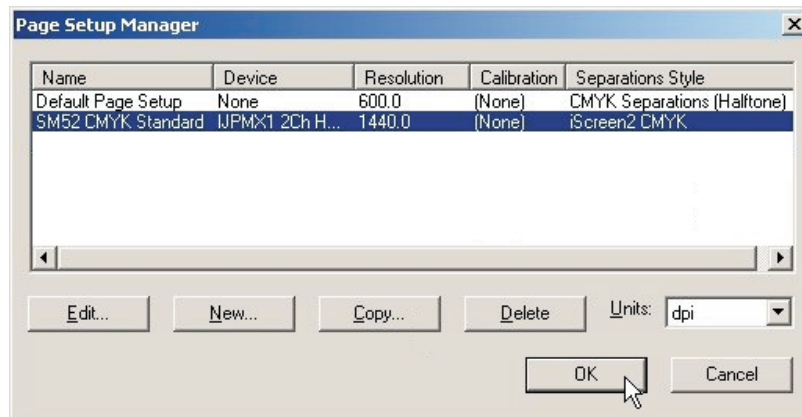 Page Setup Manager
Name Device Resolution Calibration Separations Style
Default Page Setup None 600.0 (None) CMYK Separations (Halftone)
SM52 CMYK Standard IJPMX1 2Ch H... 1440.0 (None) iScreen2 CMYK
Edit... New... Copy... Delete Units: dpi
OK Cancel